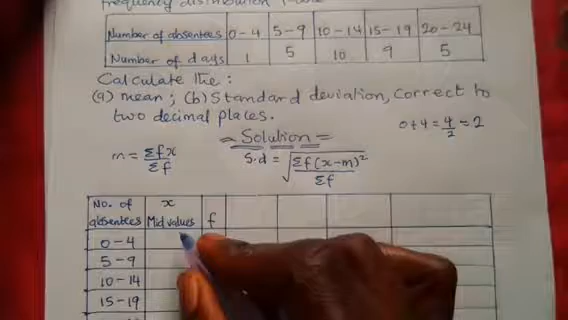 Frequency distribution
Number of absentees 0-4 5-9 10-14 15-19 20-24
Number of days 1 5 10 9 5
Calculate the:
(a) mean; (b) Standard deviation, correct to
two decimal places.
0+4=4/2=2
Solution
m = Σfx/Σf
S.d = √(Σf(x-m)²/Σf)
No. of absentees x Mid values f
0-4
5-9
10-14
15-19